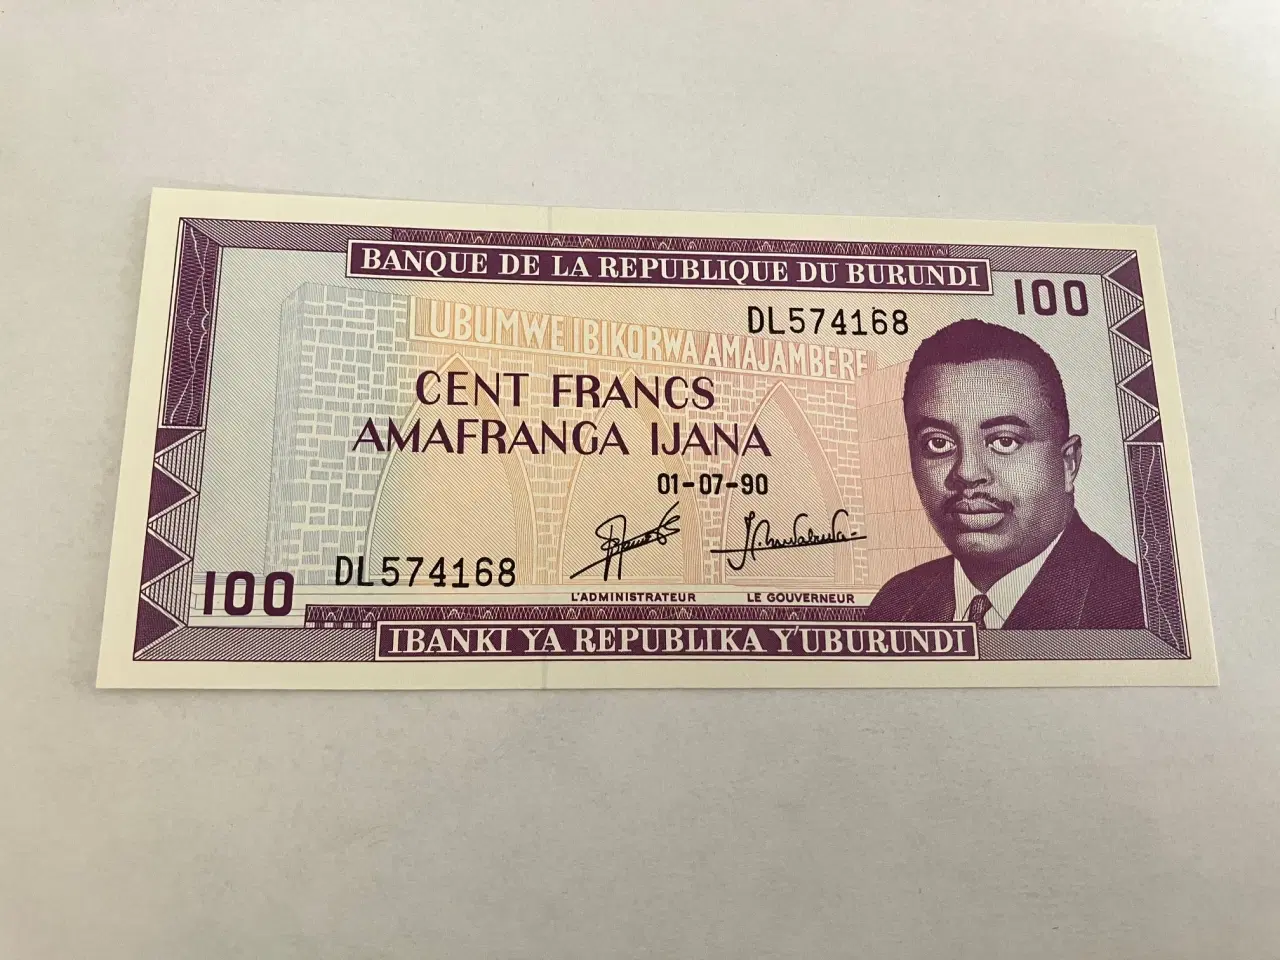 BANQUE DE LA REPUBLIQUE DU BURUNDI
100
DL574168
UBUMWE IBIKORWA AMAJAMBERE
CENT FRANCS
AMAFRANGA IJANA
01-07-90
DL574168
100
L'ADMINISTRATEUR
LE GOUVERNEUR
IBANKI YA REPUBLIKA Y'UBURUNDI